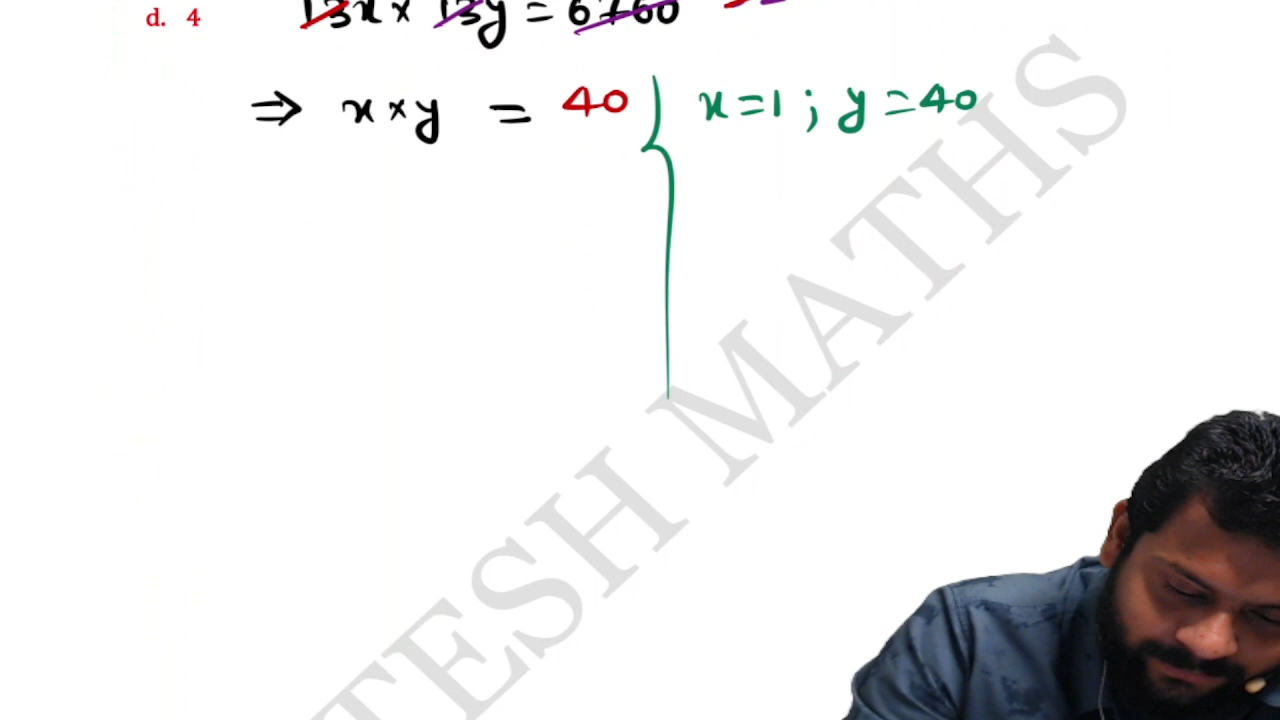 d. 4 13x × 13y = 6760
⇒ x × y = 40 x=1 ; y=40
TESH MATHS